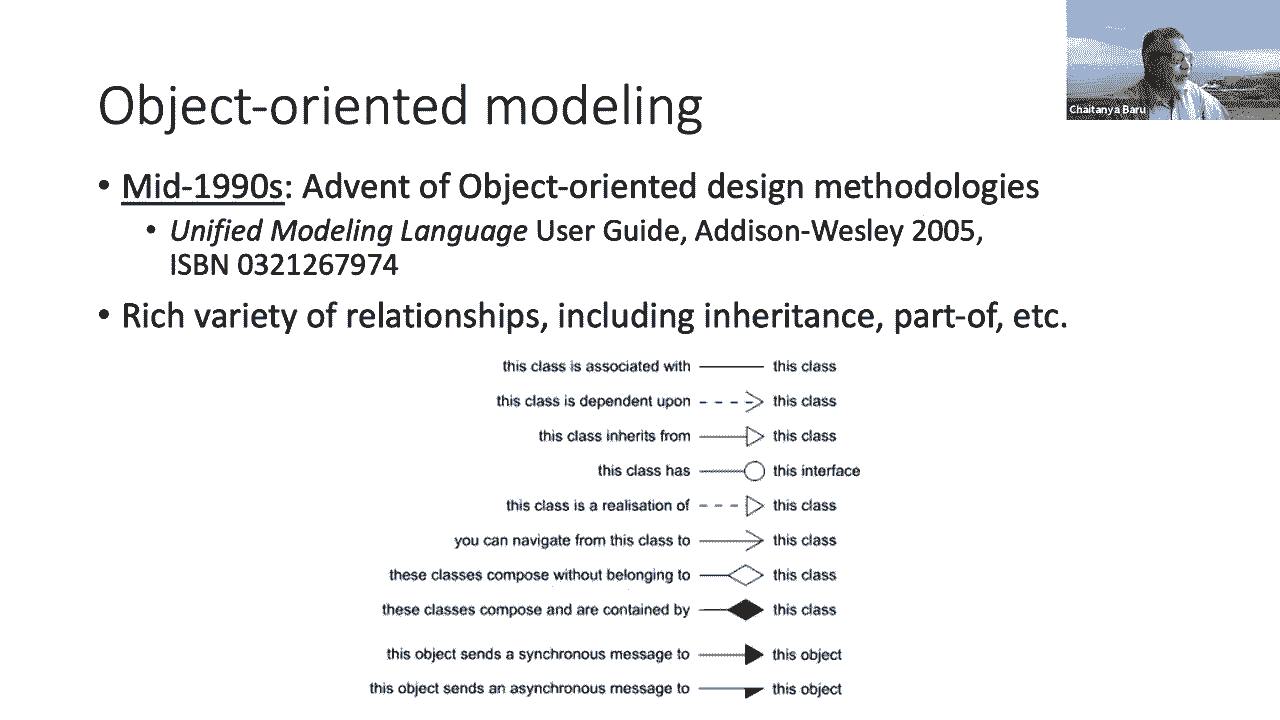 Chaitanya Baru
Object-oriented modeling
• Mid-1990s: Advent of Object-oriented design methodologies
• Unified Modeling Language User Guide, Addison-Wesley 2005,
ISBN 0321267974
• Rich variety of relationships, including inheritance, part-of, etc.
this class is associated with this class
this class is dependent upon this class
this class inherits from this class
this class has this interface
this class is a realisation of this class
you can navigate from this class to this class
these classes compose without belonging to this class
these classes compose and are contained by this class
this object sends a synchronous message to this object
this object sends an asynchronous message to this object